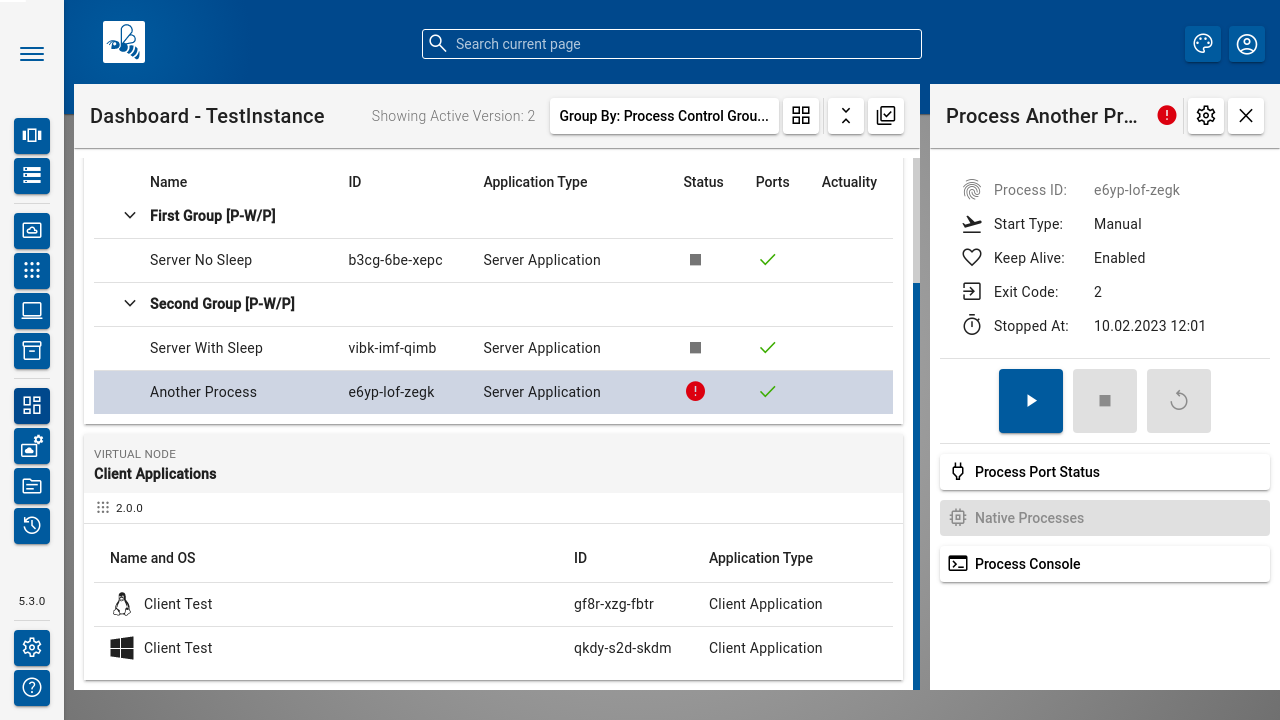 Search current page
Dashboard - TestInstance
Showing Active Version: 2
Group By: Process Control Grou...
Name ID Application Type Status Ports Actuality
First Group [P-W/P]
Server No Sleep b3cg-6be-xepc Server Application
Second Group [P-W/P]
Server With Sleep vibk-imf-qimb Server Application
Another Process e6yp-lof-zegk Server Application
VIRTUAL NODE
Client Applications
2.0.0
Name and OS ID Application Type
Client Test gf8r-xzg-fbtr Client Application
Client Test qkdy-s2d-skdm Client Application
Process Another Pr...
Process ID: e6yp-lof-zegk
Start Type: Manual
Keep Alive: Enabled
Exit Code: 2
Stopped At: 10.02.2023 12:01
Process Port Status
Native Processes
Process Console
5.3.0